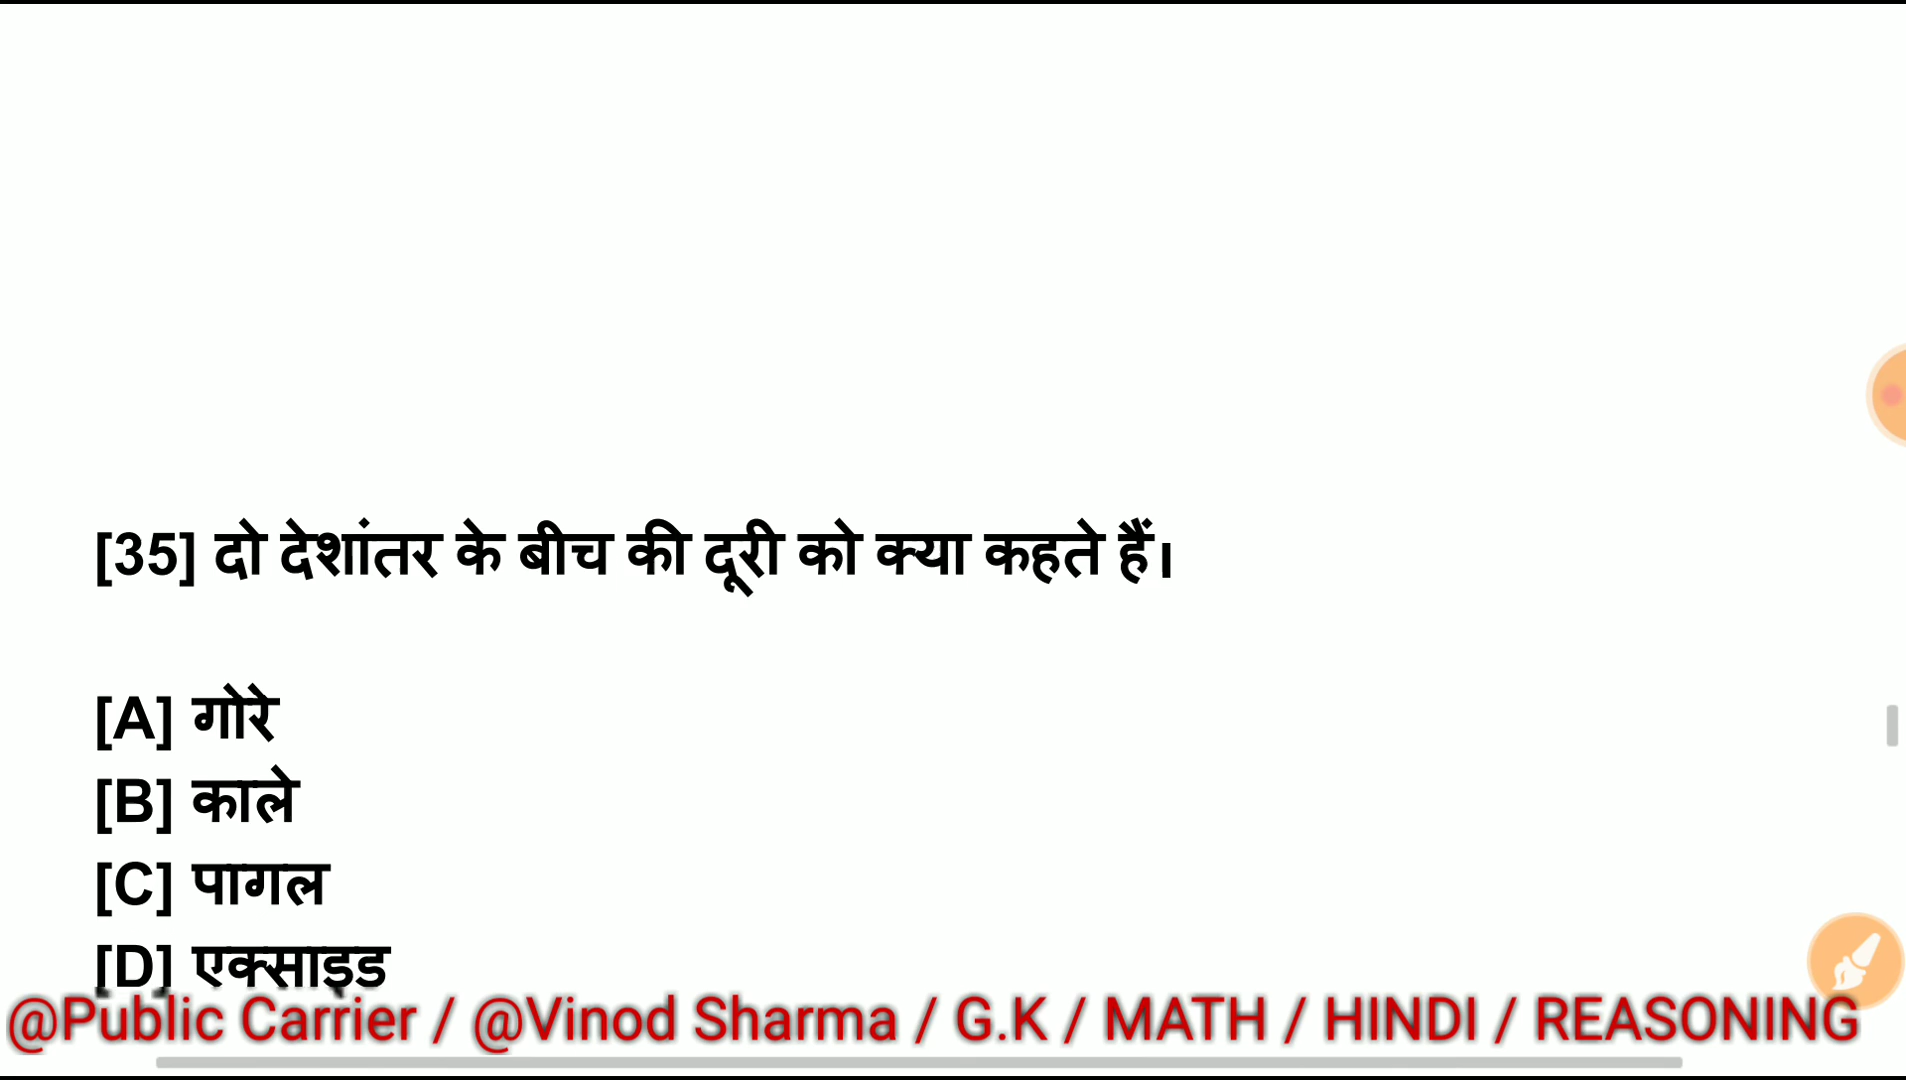 [35] दो देशांतर के बीच की दूरी को क्या कहते हैं।
[A] गोरे
[B] काले
[C] पागल
[D] एक्साइड
@Public Carrier / @Vinod Sharma / G.K / MATH / HINDI / REASONING